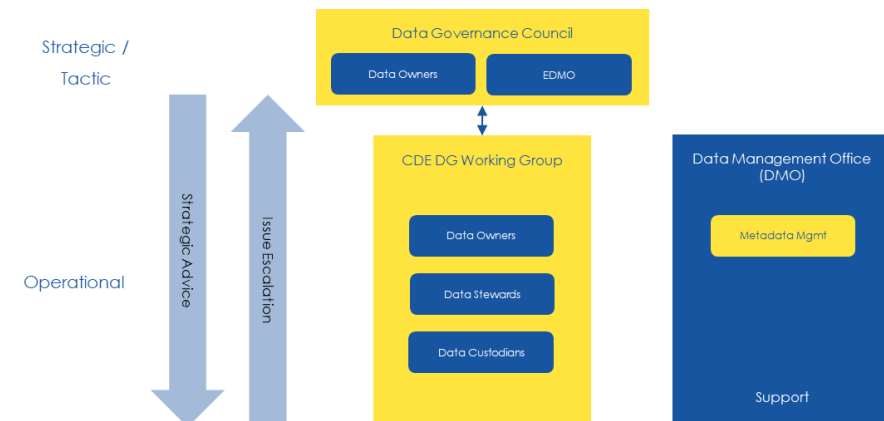 Strategic /
Tactic
Data Governance Council
Data Owners
EDMO
Strategic Advice
Issue Escalation
Operational
CDE DG Working Group
Data Owners
Data Stewards
Data Custodians
Data Management Office
(DMO)
Metadata Mgmt
Support